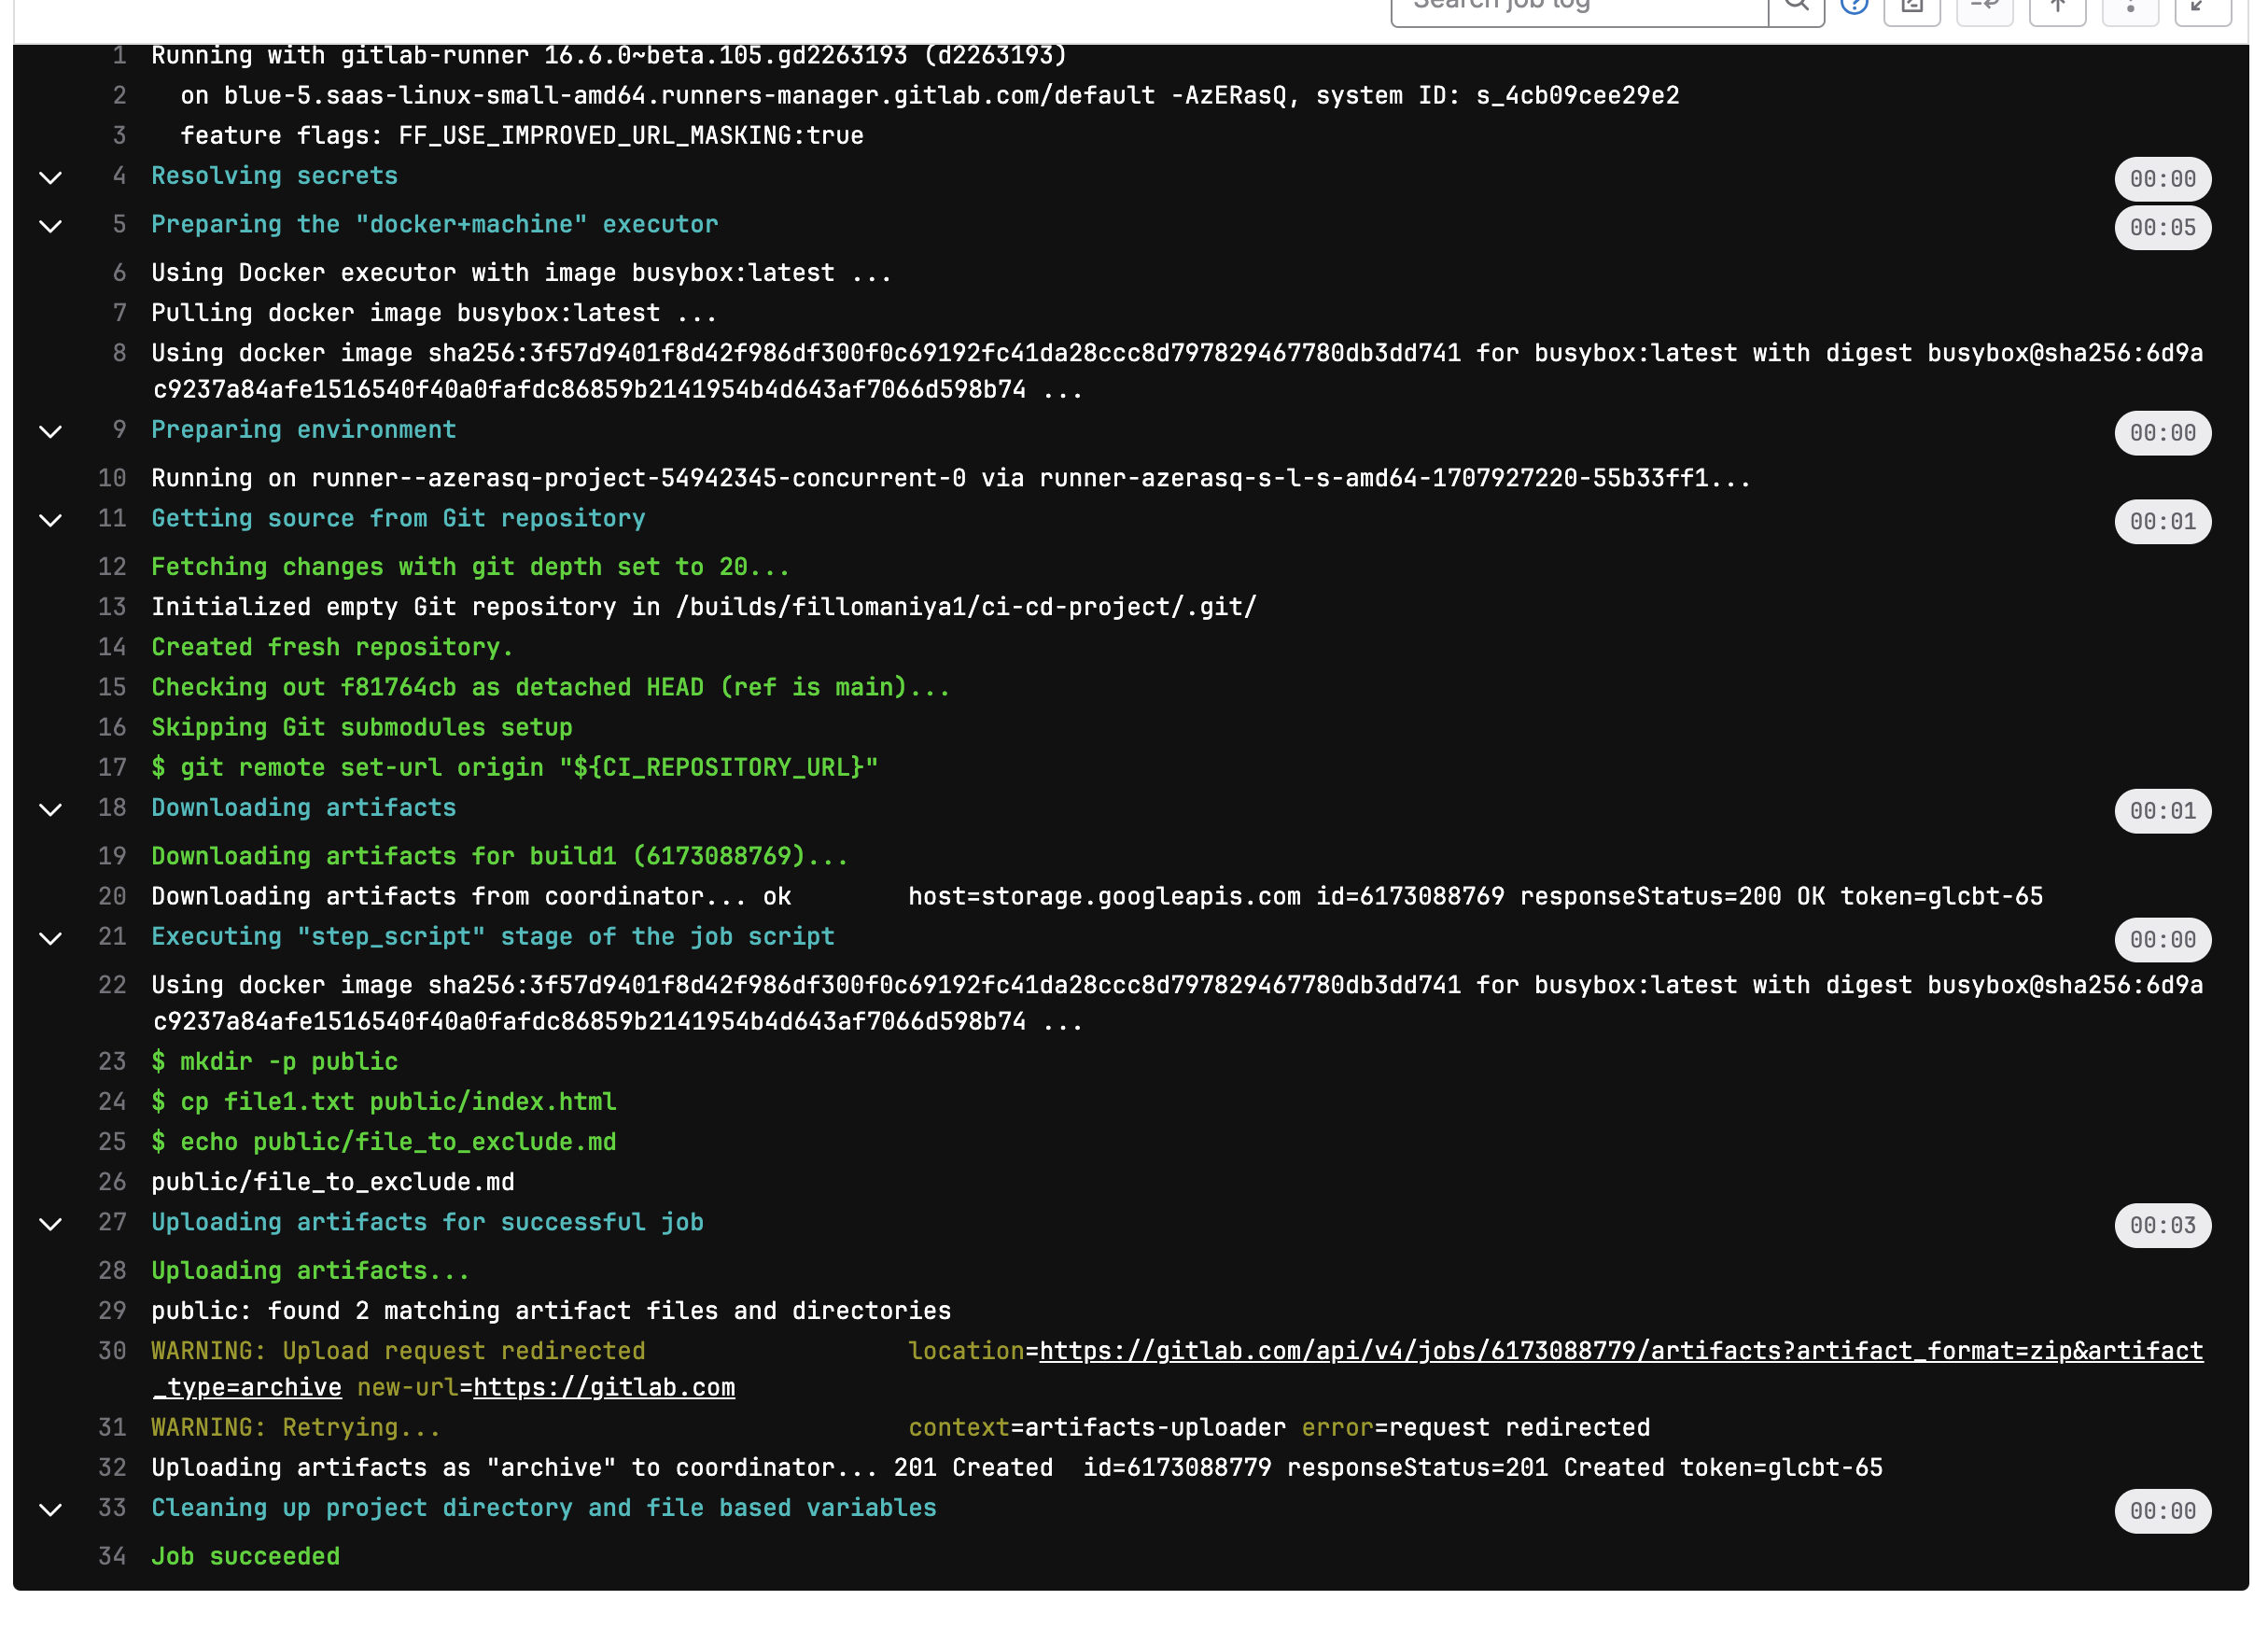 Search job log
1 Running with gitlab-runner 16.6.0~beta.105.gd2263193 (d2263193)
2 on blue-5.saas-linux-small-amd64.runners-manager.gitlab.com/default -AzERasQ, system ID: s_4cb09cee29e2
3 feature flags: FF_USE_IMPROVED_URL_MASKING:true
4 Resolving secrets 00:00
5 Preparing the "docker+machine" executor 00:05
6 Using Docker executor with image busybox:latest ...
7 Pulling docker image busybox:latest ...
8 Using docker image sha256:3f57d9401f8d42f986df300f0c69192fc41da28ccc8d797829467780db3dd741 for busybox:latest with digest busybox@sha256:6d9a
c9237a84afe1516540f40a0fafdc86859b2141954b4d643af7066d598b74 ...
9 Preparing environment 00:00
10 Running on runner--azerasq-project-54942345-concurrent-0 via runner-azerasq-s-l-s-amd64-1707927220-55b33ff1...
11 Getting source from Git repository 00:01
12 Fetching changes with git depth set to 20...
13 Initialized empty Git repository in /builds/fillomaniya1/ci-cd-project/.git/
14 Created fresh repository.
15 Checking out f81764cb as detached HEAD (ref is main)...
16 Skipping Git submodules setup
17 $ git remote set-url origin "${CI_REPOSITORY_URL}"
18 Downloading artifacts 00:01
19 Downloading artifacts for build1 (6173088769)...
20 Downloading artifacts from coordinator... ok host=storage.googleapis.com id=6173088769 responseStatus=200 OK token=glcbt-65
21 Executing "step_script" stage of the job script 00:00
22 Using docker image sha256:3f57d9401f8d42f986df300f0c69192fc41da28ccc8d797829467780db3dd741 for busybox:latest with digest busybox@sha256:6d9a
c9237a84afe1516540f40a0fafdc86859b2141954b4d643af7066d598b74 ...
23 $ mkdir -p public
24 $ cp file1.txt public/index.html
25 $ echo public/file_to_exclude.md
26 public/file_to_exclude.md
27 Uploading artifacts for successful job 00:03
28 Uploading artifacts...
29 public: found 2 matching artifact files and directories
30 WARNING: Upload request redirected location=https://gitlab.com/api/v4/jobs/6173088779/artifacts?artifact_format=zip&artifact
_type=archive new-url=https://gitlab.com
31 WARNING: Retrying... context=artifacts-uploader error=request redirected
32 Uploading artifacts as "archive" to coordinator... 201 Created id=6173088779 responseStatus=201 Created token=glcbt-65
33 Cleaning up project directory and file based variables 00:00
34 Job succeeded